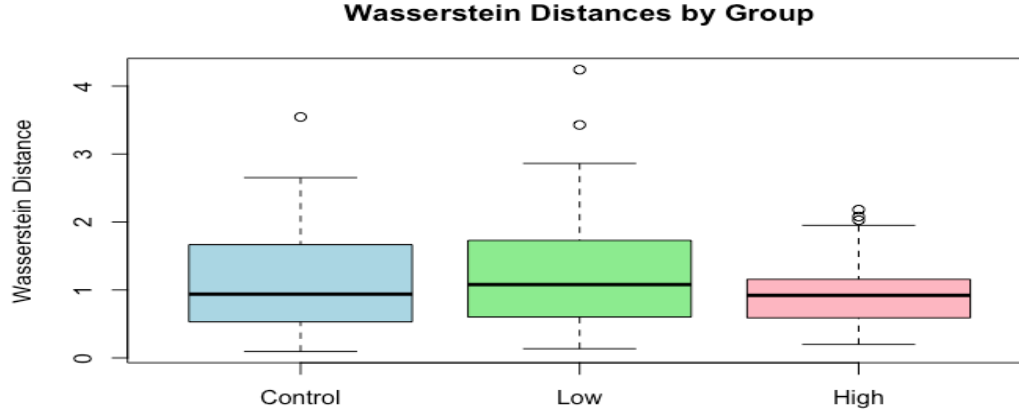 Wasserstein Distances by Group
Wasserstein Distance
4
3
2
1
0
Control
Low
High